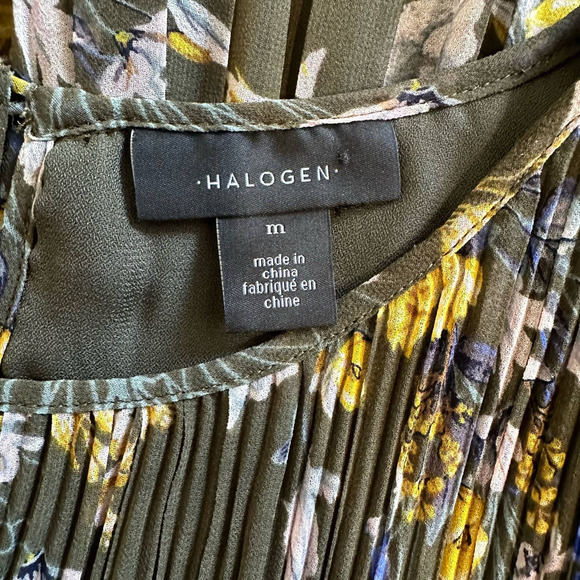 ·HALOGEN·
m
made in
china
fabriqué en
chine